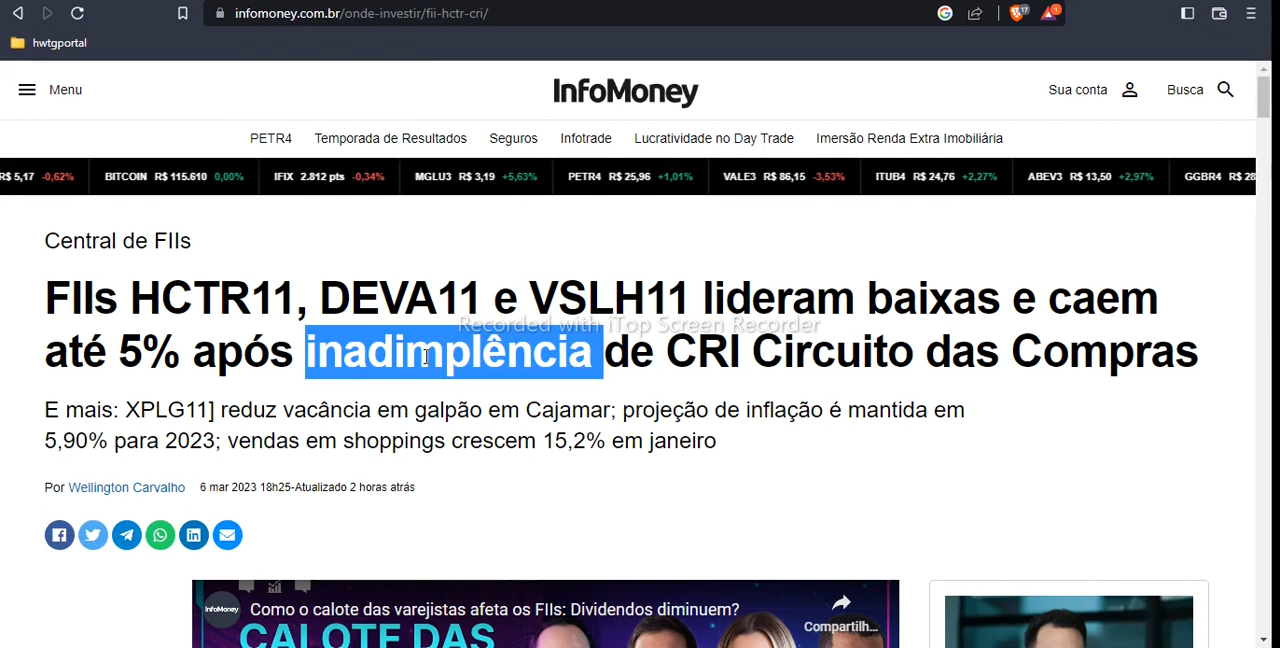 infomoney.com.br/onde-investir/fii-hctr-cri/
17
1
hwtgportal
Menu
InfoMoney
Sua conta
Busca
PETR4 Temporada de Resultados Seguros Infotrade Lucratividade no Day Trade Imersão Renda Extra Imobiliária
R$ 5,17 -0,62% BITCOIN R$ 115.610 0,00% IFIX 2.812 pts -0,34% MGLU3 R$ 3,19 +5,63% PETR4 R$ 25,96 +1,01% VALE3 R$ 86,15 -3,53% ITUB4 R$ 24,76 +2,27% ABEV3 R$ 13,50 +2,97% GGBR4 R$ 28
Central de FIIs
FIIs HCTR11, DEVA11 e VSLH11 lideram baixas e caem
Recorded with iTop Screen Recorder
até 5% após inadimplência de CRI Circuito das Compras
E mais: XPLG11] reduz vacância em galpão em Cajamar; projeção de inflação é mantida em
5,90% para 2023; vendas em shoppings crescem 15,2% em janeiro
Por Wellington Carvalho 6 mar 2023 18h25-Atualizado 2 horas atrás
InfoMoney
Como o calote das varejistas afeta os FIIs: Dividendos diminuem?
Compartilh...
CALOTE DAS